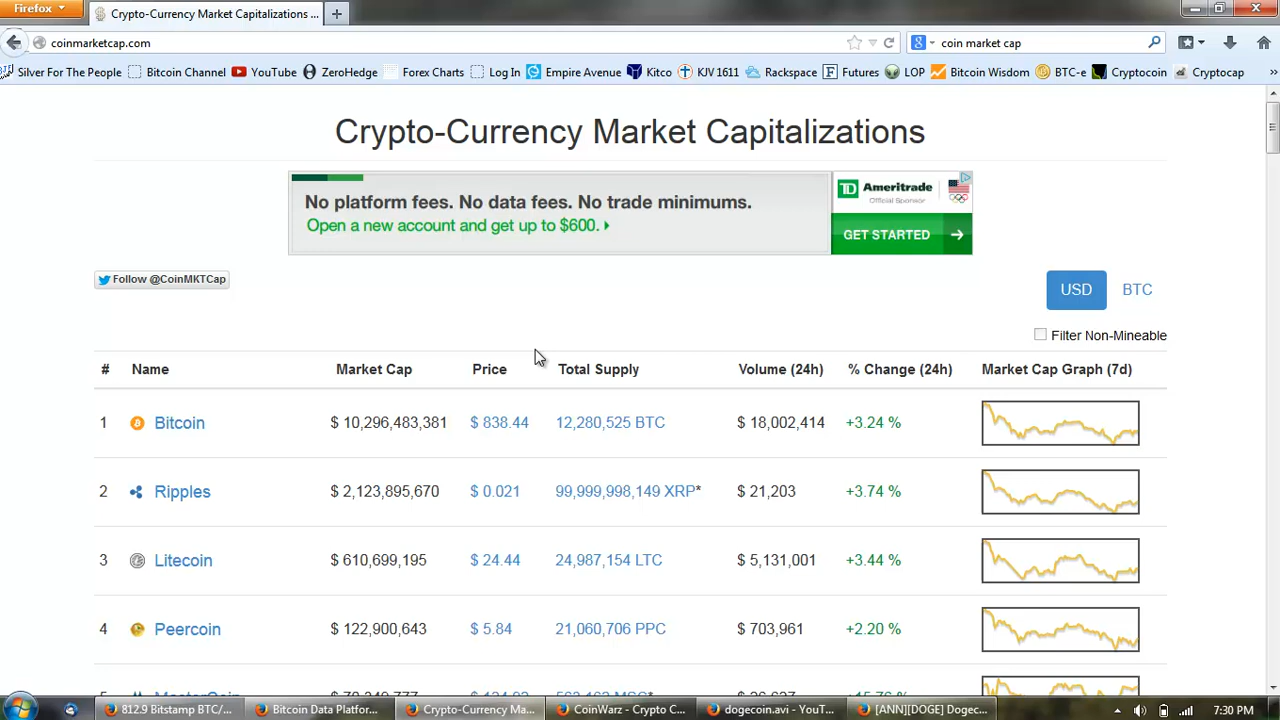 Firefox
Crypto-Currency Market Capitalizations ...
coinmarketcap.com
coin market cap
Silver For The People Bitcoin Channel YouTube ZeroHedge Forex Charts Log In Empire Avenue Kitco KJV 1611 Rackspace Futures LOP Bitcoin Wisdom BTC-e Cryptocoin Cryptocap »
Crypto-Currency Market Capitalizations
No platform fees. No data fees. No trade minimums.
Open a new account and get up to $600.
TD Ameritrade
Official Sponsor
GET STARTED
Follow @CoinMKTCap
USD BTC
Filter Non-Mineable
# Name Market Cap Price Total Supply Volume (24h) % Change (24h) Market Cap Graph (7d)
1 Bitcoin $ 10,296,483,381 $ 838.44 12,280,525 BTC $ 18,002,414 +3.24 %
2 Ripples $ 2,123,895,670 $ 0.021 99,999,998,149 XRP* $ 21,203 +3.74 %
3 Litecoin $ 610,699,195 $ 24.44 24,987,154 LTC $ 5,131,001 +3.44 %
4 Peercoin $ 122,900,643 $ 5.84 21,060,706 PPC $ 703,961 +2.20 %
812.9 Bitstamp BTC/... Bitcoin Data Platfor... Crypto-Currency Ma... CoinWarz - Crypto C... dogecoin.avi - YouT... [ANN][DOGE] Dogec... 7:30 PM